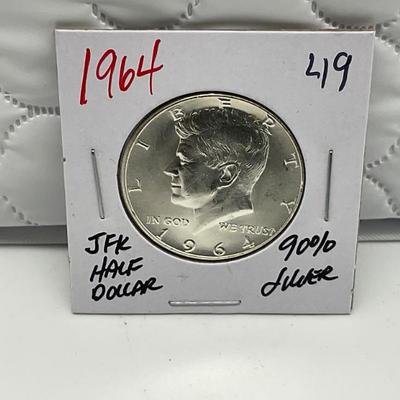 1964
419
LIBERTY
IN GOD WE TRUST
1964
JFK
HALF
DOLLAR
90%
SILVER